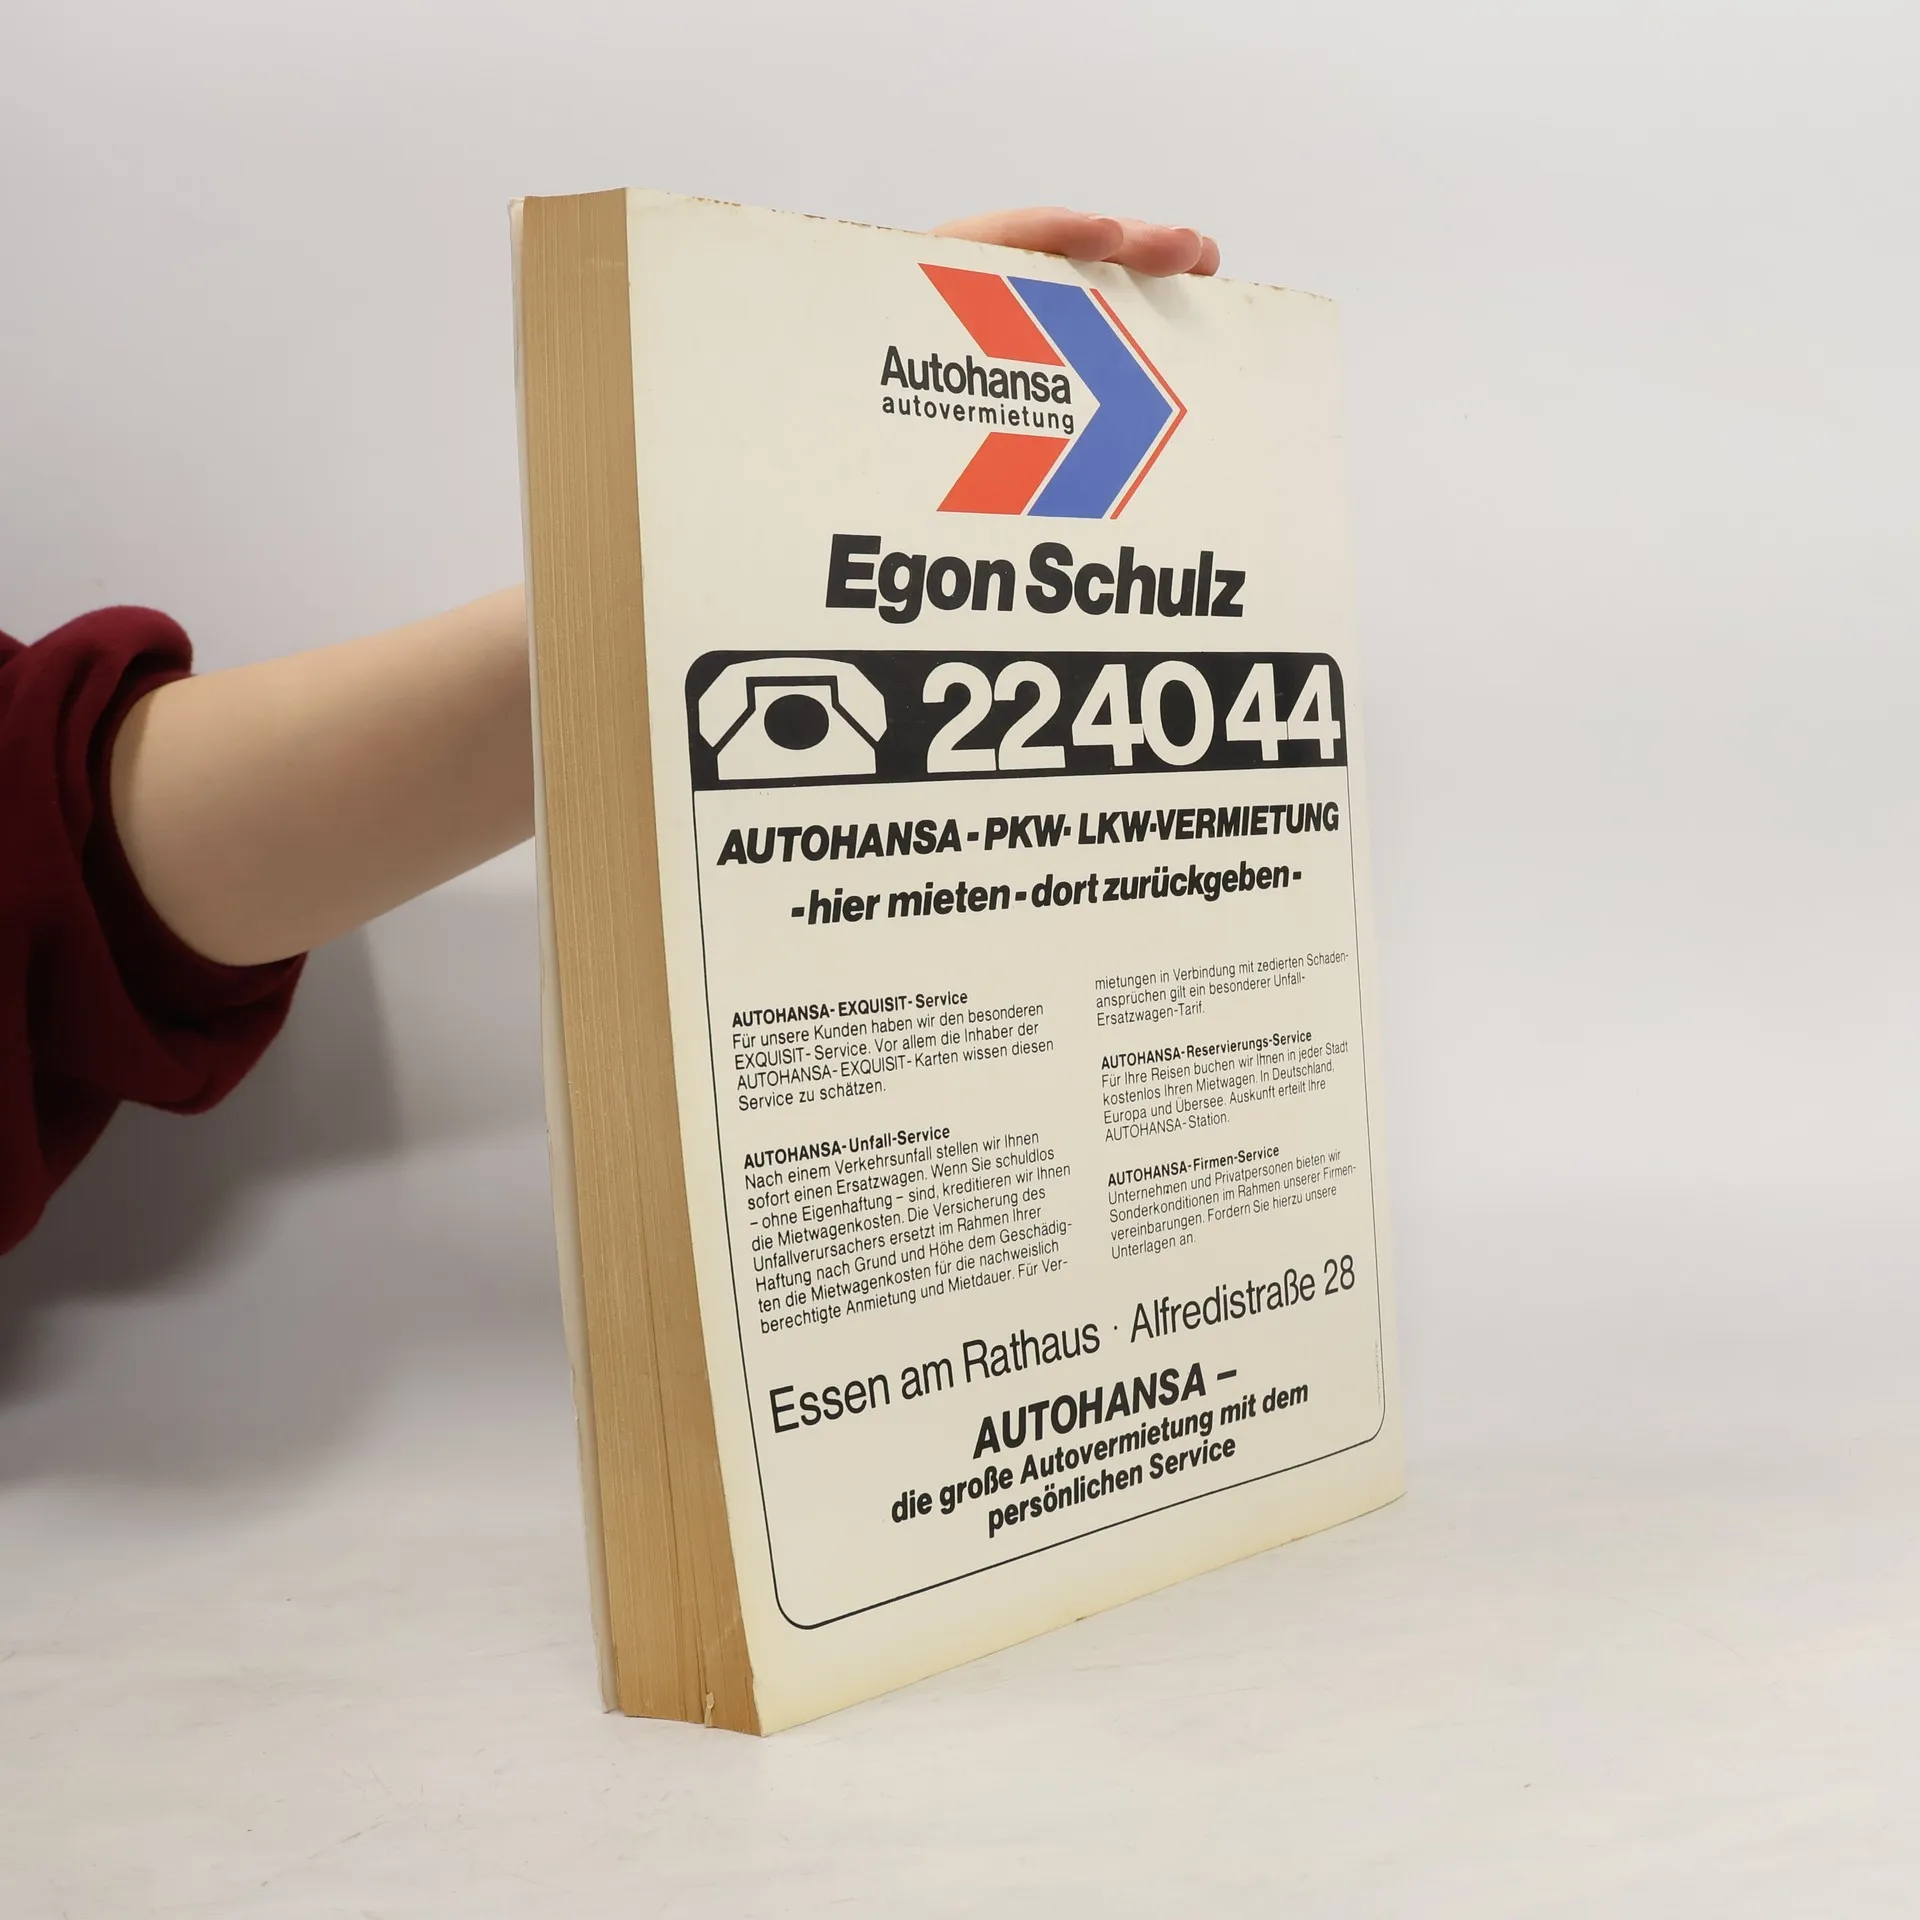 Autohansa
autovermietung
Egon Schulz
224044
AUTOHANSA-PKW·LKW·VERMIETUNG
-hier mieten-dort zurückgeben-
AUTOHANSA-EXQUISIT-Service
Für unsere Kunden haben wir den besonderen
EXQUISIT-Service. Vor allem die Inhaber der
AUTOHANSA-EXQUISIT-Karten wissen diesen
Service zu schätzen.
AUTOHANSA-Unfall-Service
Nach einem Verkehrsunfall stellen wir Ihnen
sofort einen Ersatzwagen. Wenn Sie schuldlos
– ohne Eigenhaftung – sind, kreditieren wir Ihnen
die Mietwagenkosten. Die Versicherung des
Unfallverursachers ersetzt im Rahmen Ihrer
Haftung nach Grund und Höhe dem Geschädig-
ten die Mietwagenkosten für die nachweislich
berechtigte Anmietung und Mietdauer. Für Ver-
mietungen in Verbindung mit zedierten Schaden-
ansprüchen gilt ein besonderer Unfall-
Ersatzwagen-Tarif.
AUTOHANSA-Reservierungs-Service
Für Ihre Reisen buchen wir Ihnen in jeder Stadt
kostenlos Ihren Mietwagen. In Deutschland,
Europa und Übersee. Auskunft erteilt Ihre
AUTOHANSA-Station.
AUTOHANSA-Firmen-Service
Unternehmen und Privatpersonen bieten wir
Sonderkonditionen im Rahmen unserer Firmen-
vereinbarungen. Fordern Sie hierzu unsere
Unterlagen an.
Essen am Rathaus · Alfredistraße 28
AUTOHANSA –
die große Autovermietung mit dem
persönlichen Service